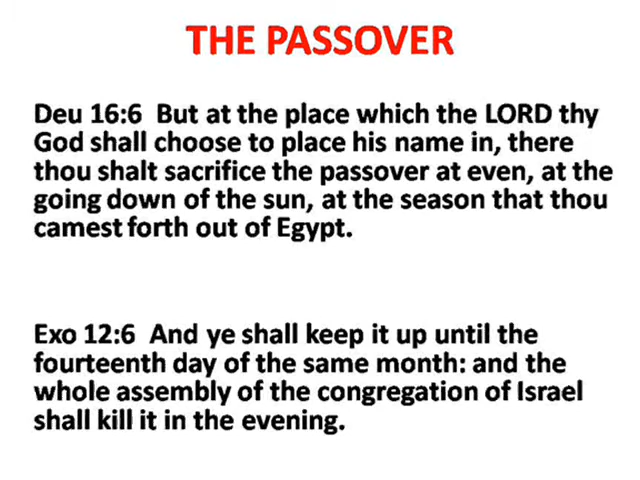 THE PASSOVER
Deu 16:6  But at the place which the LORD thy
God shall choose to place his name in, there
thou shalt sacrifice the passover at even, at the
going down of the sun, at the season that thou
camest forth out of Egypt.
Exo 12:6  And ye shall keep it up until the
fourteenth day of the same month: and the
whole assembly of the congregation of Israel
shall kill it in the evening.